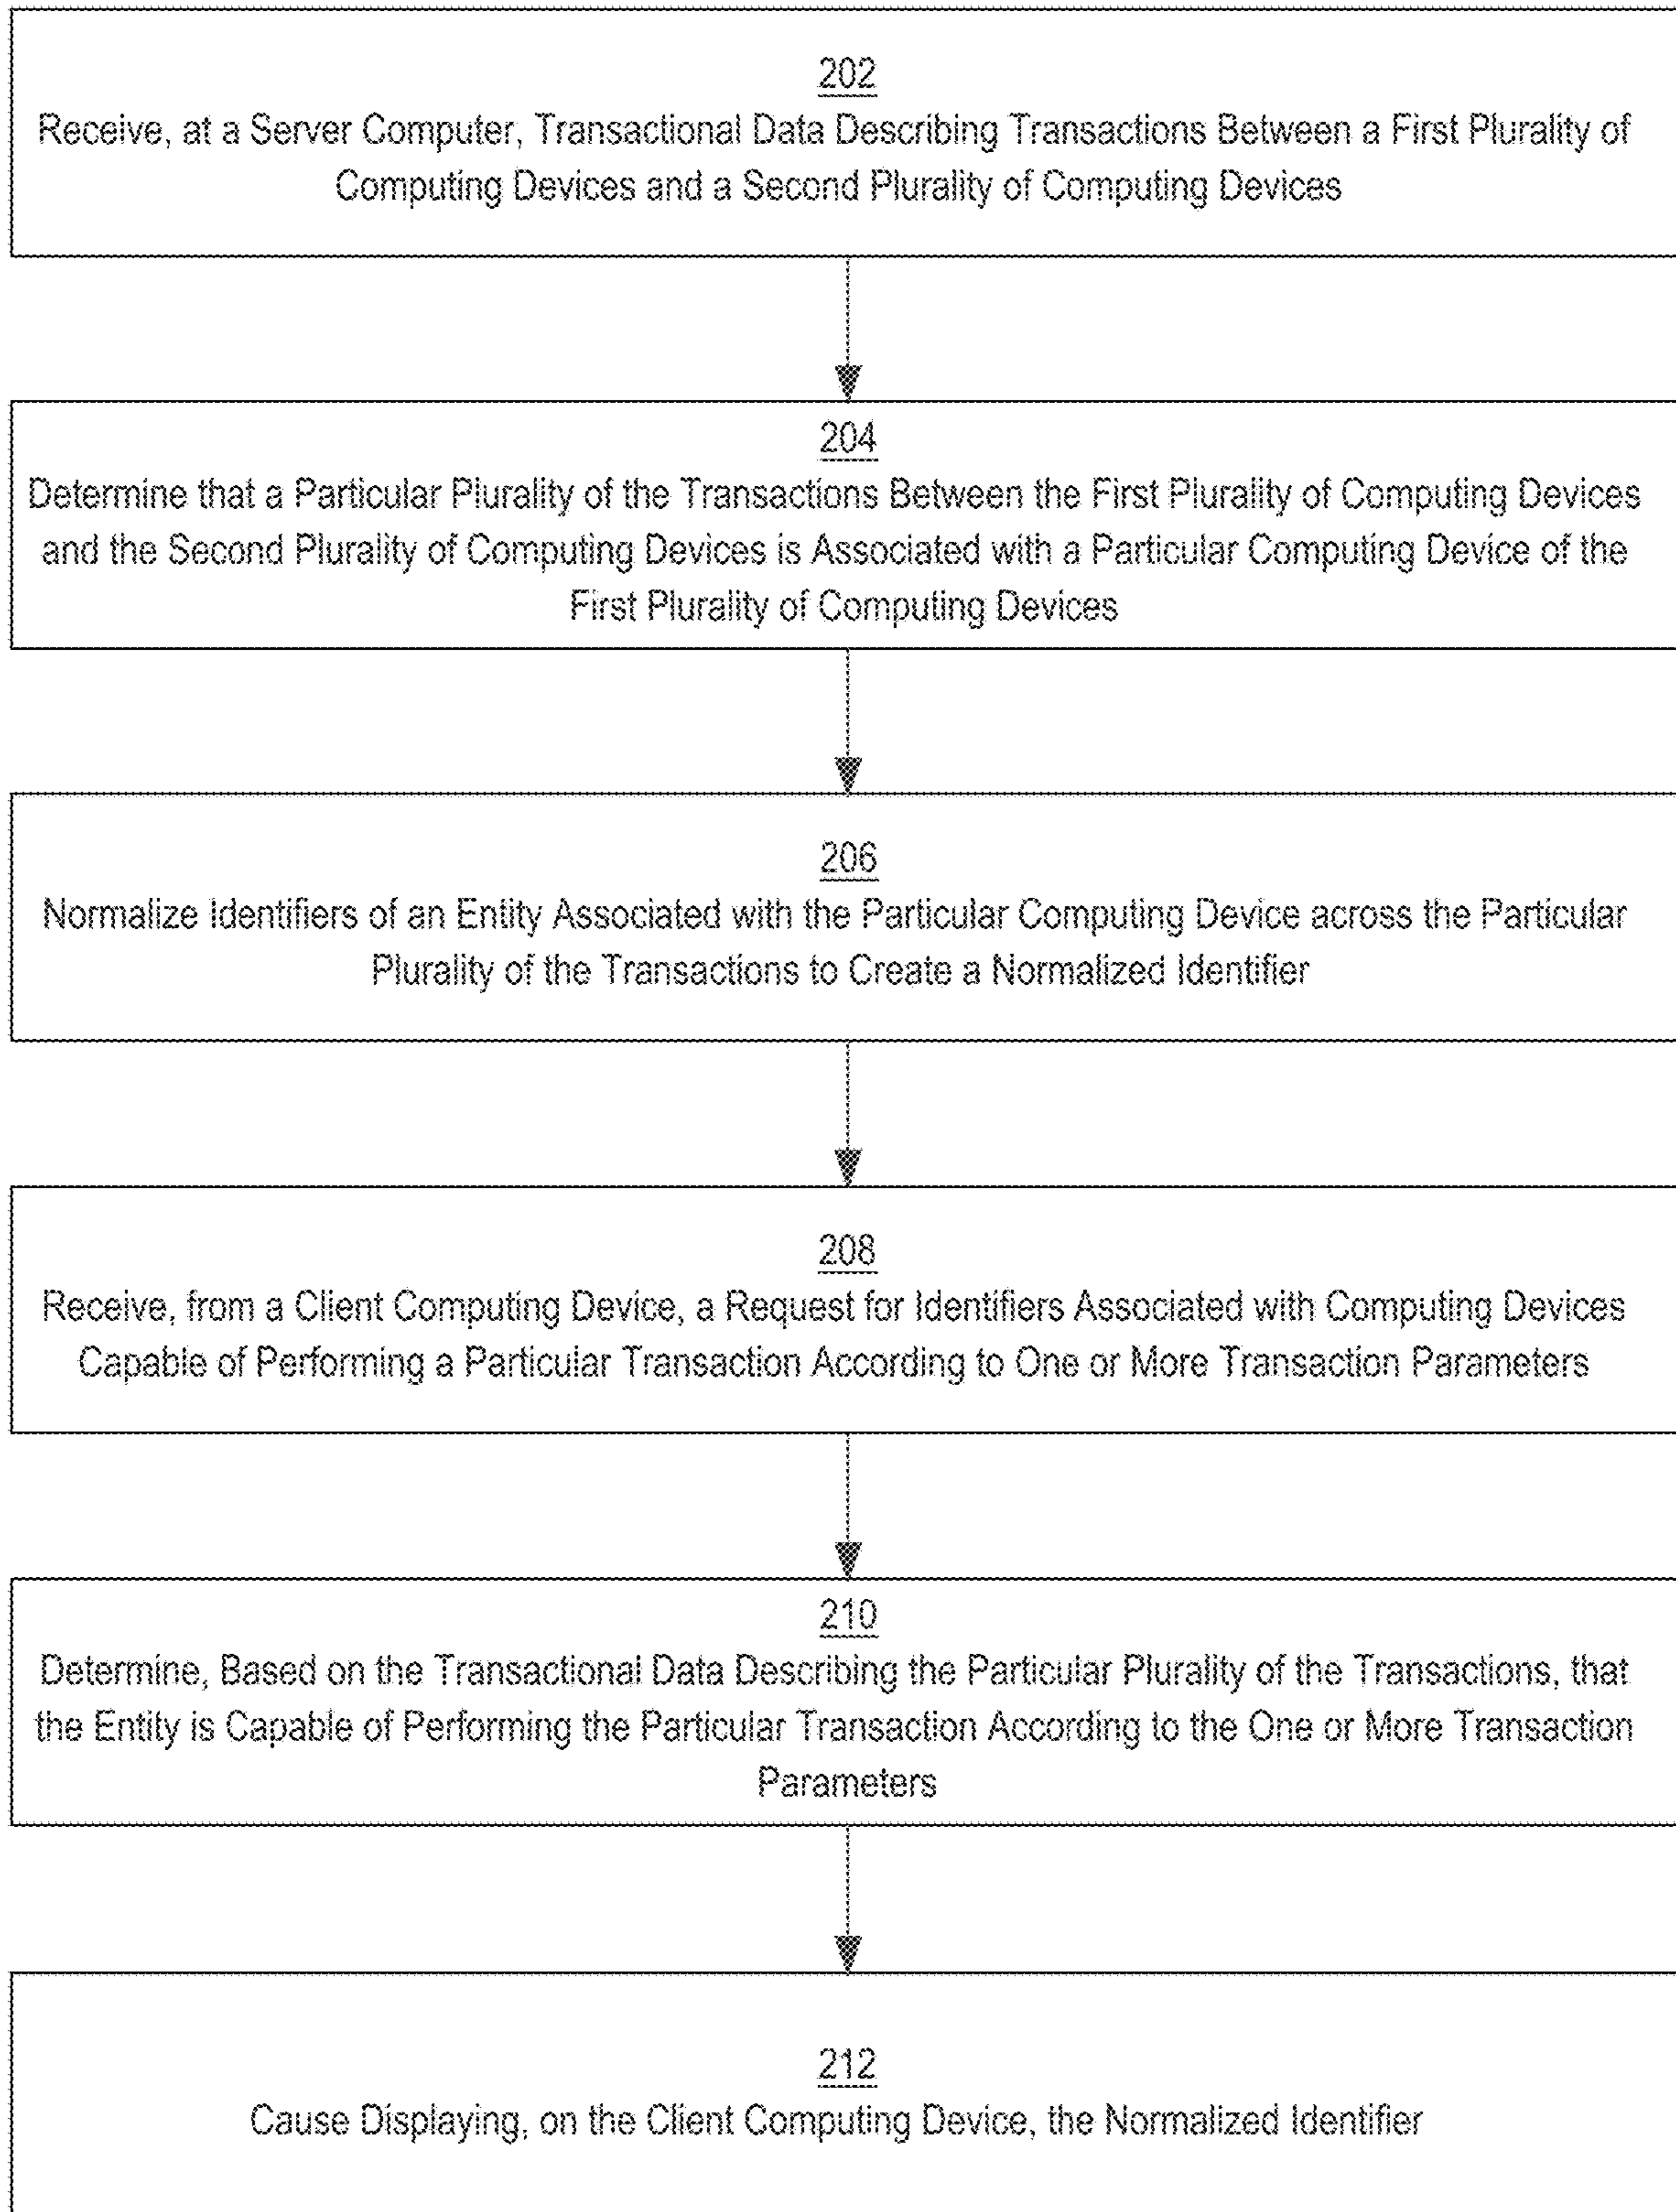 202
Receive, at a Server Computer, Transactional Data Describing Transactions Between a First Plurality of
Computing Devices and a Second Plurality of Computing Devices
204
Determine that a Particular Plurality of the Transactions Between the First Plurality of Computing Devices
and the Second Plurality of Computing Devices is Associated with a Particular Computing Device of the
First Plurality of Computing Devices
206
Normalize Identifiers of an Entity Associated with the Particular Computing Device across the Particular
Plurality of the Transactions to Create a Normalized Identifier
208
Receive, from a Client Computing Device, a Request for Identifiers Associated with Computing Devices
Capable of Performing a Particular Transaction According to One or More Transaction Parameters
210
Determine, Based on the Transactional Data Describing the Particular Plurality of the Transactions, that
the Entity is Capable of Performing the Particular Transaction According to the One or More Transaction
Parameters
212
Cause Displaying, on the Client Computing Device, the Normalized Identifier